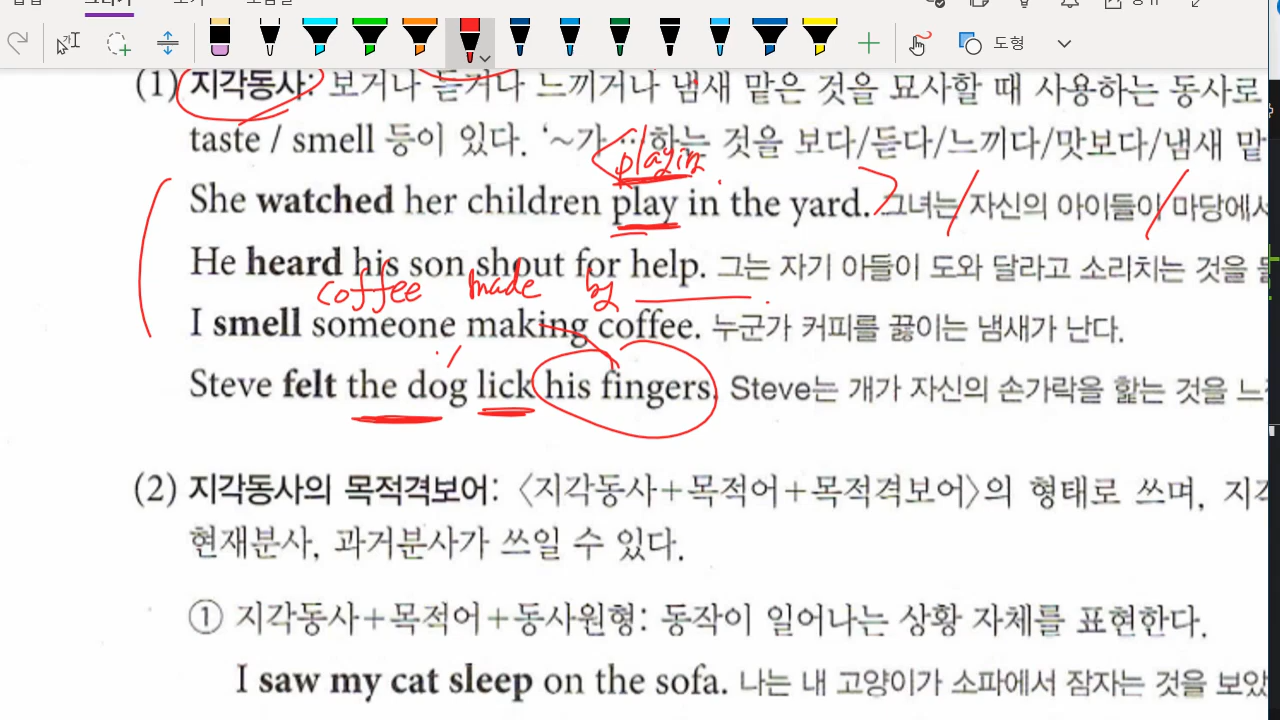 도형
(1) 지각동사: 보거나 듣거나 느끼거나 냄새 맡은 것을 묘사할 때 사용하는 동사로
taste / smell 등이 있다. ‘~가 …하는 것을 보다/듣다/느끼다/맛보다/냄새 맡
playing
She watched her children play in the yard. 그녀는 자신의 아이들이 마당에서
He heard his son shout for help. 그는 자기 아들이 도와 달라고 소리치는 것을
coffee made by
I smell someone making coffee. 누군가 커피를 끓이는 냄새가 난다.
Steve felt the dog lick his fingers. Steve는 개가 자신의 손가락을 핥는 것을
(2) 지각동사의 목적격보어: 〈지각동사+목적어+목적격보어〉의 형태로 쓰며, 지각
현재분사, 과거분사가 쓰일 수 있다.
① 지각동사+목적어+동사원형: 동작이 일어나는 상황 자체를 표현한다.
I saw my cat sleep on the sofa. 나는 내 고양이가 소파에서 잠자는 것을 보았